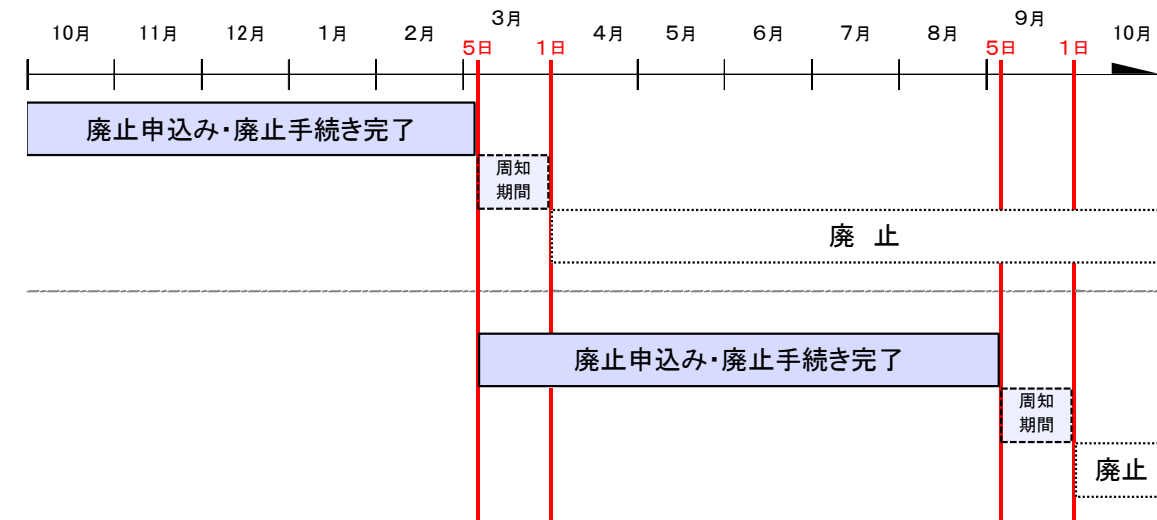 10月 11月 12月 1月 2月 3月 4月 5月 6月 7月 8月 9月 10月
5日 1日 5日 1日
廃止申込み・廃止手続き完了
周知
期間
廃 止
廃止申込み・廃止手続き完了
周知
期間
廃止